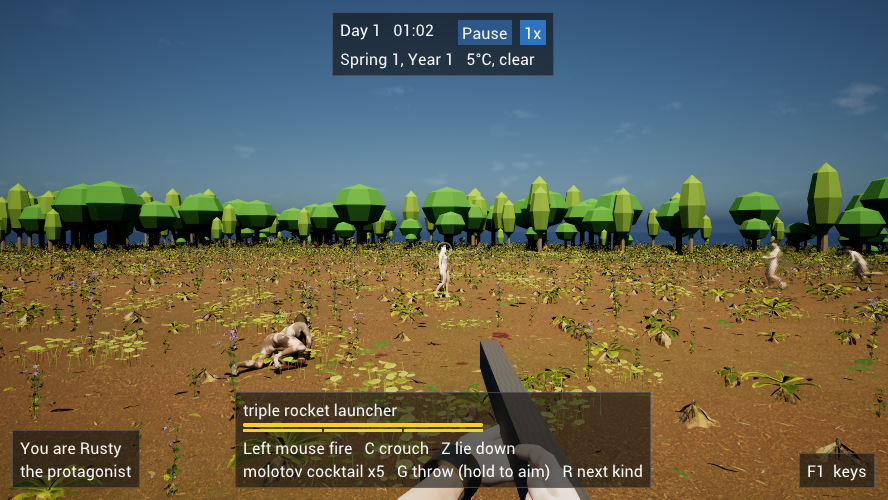 Day 1 01:02 Pause 1x
Spring 1, Year 1 5°C, clear
triple rocket launcher
Left mouse fire C crouch Z lie down
molotov cocktail x5 G throw (hold to aim) R next kind
You are Rusty
the protagonist
F1 keys